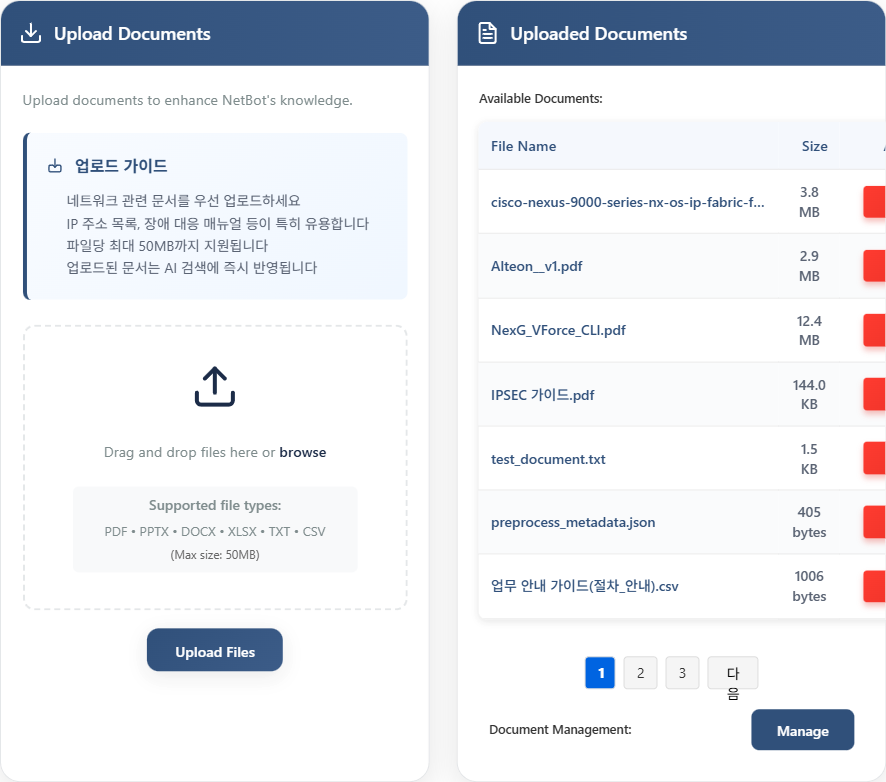 Upload Documents
Upload documents to enhance NetBot's knowledge.
업로드 가이드
네트워크 관련 문서를 우선 업로드하세요
IP 주소 목록, 장애 대응 매뉴얼 등이 특히 유용합니다
파일당 최대 50MB까지 지원됩니다
업로드된 문서는 AI 검색에 즉시 반영됩니다
Drag and drop files here or browse
Supported file types:
PDF • PPTX • DOCX • XLSX • TXT • CSV
(Max size: 50MB)
Upload Files
Uploaded Documents
Available Documents:
File Name Size
cisco-nexus-9000-series-nx-os-ip-fabric-f... 3.8 MB
Alteon__v1.pdf 2.9 MB
NexG_VForce_CLI.pdf 12.4 MB
IPSEC 가이드.pdf 144.0 KB
test_document.txt 1.5 KB
preprocess_metadata.json 405 bytes
업무 안내 가이드(절차_안내).csv 1006 bytes
1 2 3 다음
Document Management: Manage